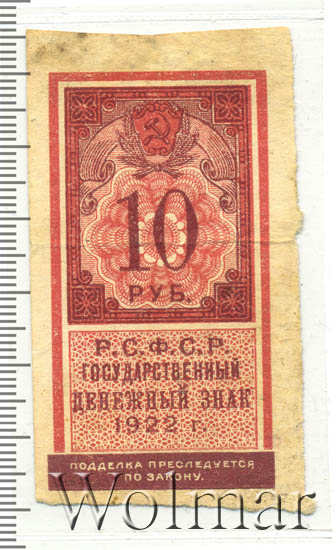 10
РУБ.
Р.С.Ф.С.Р
ГОСУДАРСТВЕННЫЙ
ДЕНЕЖНЫЙ ЗНАК
1922 г.
ПОДДЕЛКА ПРЕСЛЕДУЕТСЯ
ПО ЗАКОНУ.
Wolmar